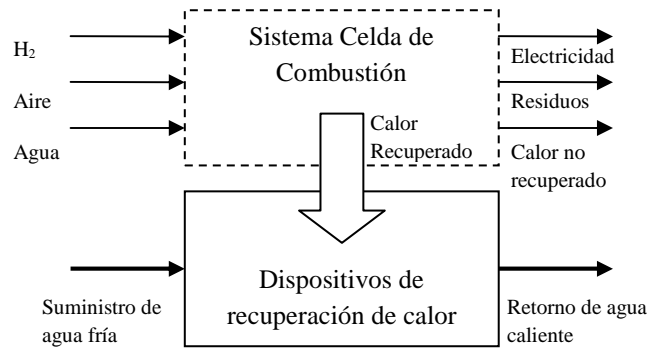 H₂
Aire
Agua
Sistema Celda de
Combustión
Electricidad
Residuos
Calor no
recuperado
Calor
Recuperado
Dispositivos de
recuperación de calor
Suministro de
agua fría
Retorno de agua
caliente